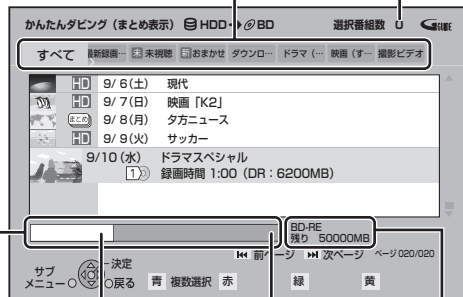 かんたんダビング（まとめ表示） HDD BD 選択番組数 0 GUIDE
すべて 最新録画… 未 未視聴 新 おまかせ ダウンロ… ドラマ（… 映画（す… 撮影ビデオ
HD 9/ 6(土) 現代
HD 9/ 7(日) 映画「K2」
まとめ 9/ 8(月) 夕方ニュース
HD 9/ 9(火) サッカー
9/10(水) ドラマスペシャル
1 録画時間 1:00（DR：6200MB）
BD-RE
残り 50000MB
前ページ 次ページ ページ020/020
サブメニュー 決定 戻る 青 複数選択 赤 緑 黄